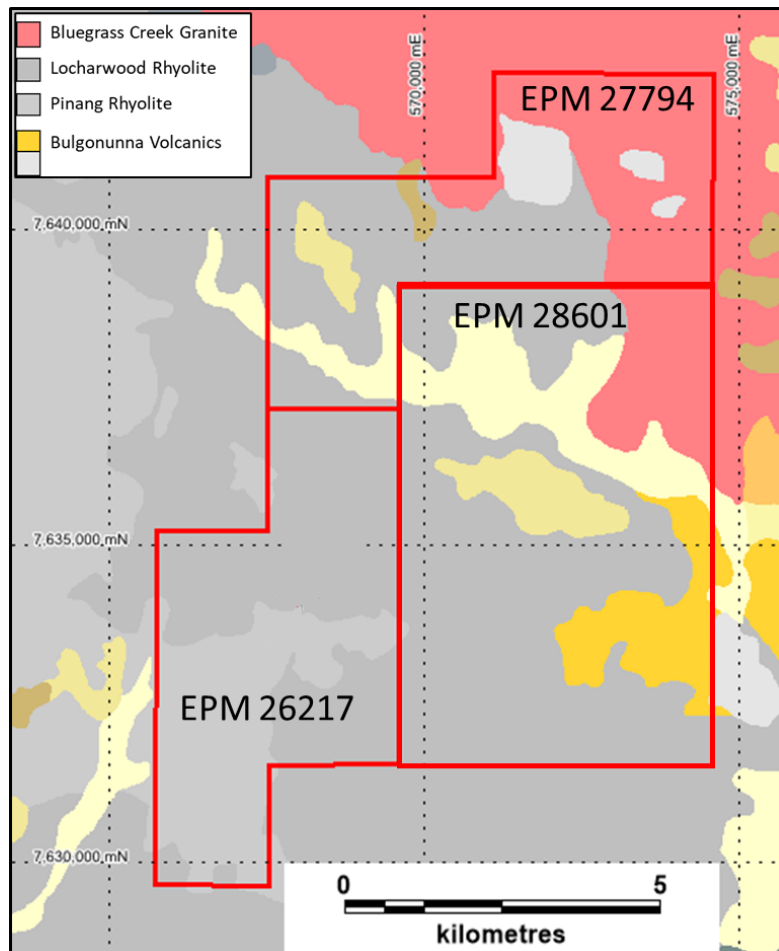 Bluegrass Creek Granite
Locharwood Rhyolite
Pinang Rhyolite
Bulgonunna Volcanics
570,000 mE
575,000 mE
EPM 27794
7,640,000 mN
EPM 28601
7,635,000 mN
EPM 26217
7,630,000 mN
0 5
kilometres